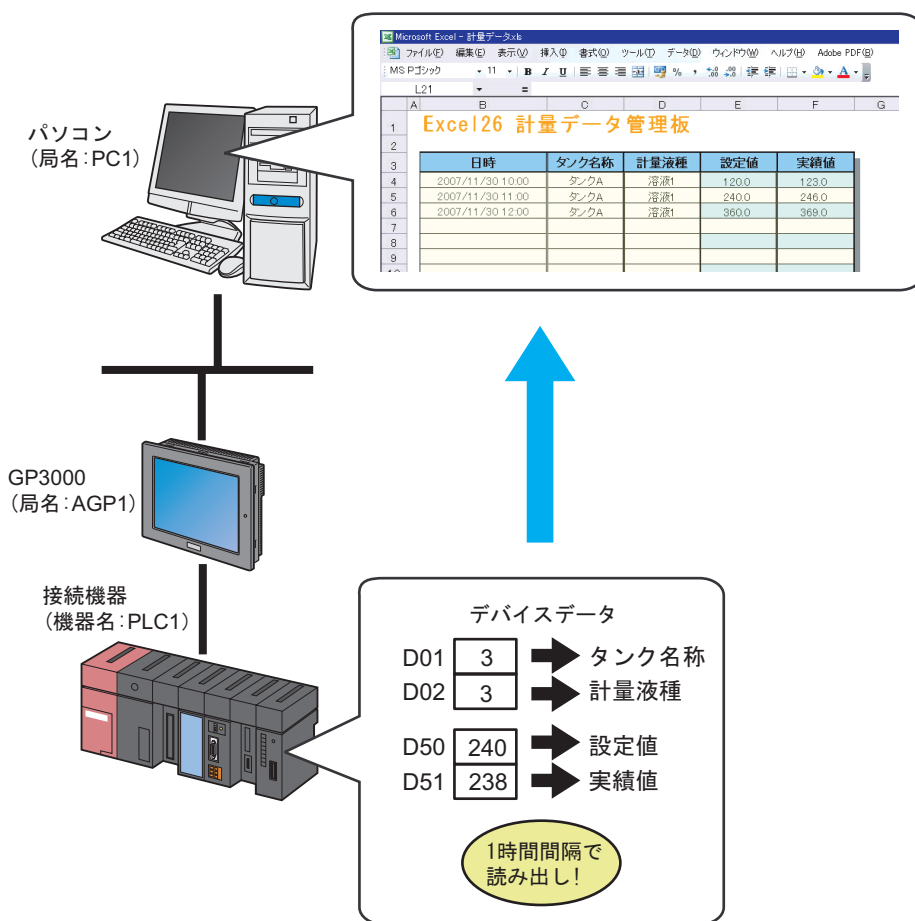 Microsoft Excel - 計量データ.xls
ファイル(F) 編集(E) 表示(V) 挿入(I) 書式(O) ツール(T) データ(D) ウィンドウ(W) ヘルプ(H) Adobe PDF(B)
MS Pゴシック 11 B I U % ,
L21 =
A B C D E F G
1 Excel26 計量データ管理板
2
3 日時 タンク名称 計量液種 設定値 実績値
4 2007/11/30 10:00 タンクA 溶液1 120.0 123.0
5 2007/11/30 11:00 タンクA 溶液1 240.0 246.0
6 2007/11/30 12:00 タンクA 溶液1 360.0 369.0
7
8
9
パソコン
(局名:PC1)
GP3000
(局名:AGP1)
接続機器
(機器名:PLC1)
デバイスデータ
D01 3 タンク名称
D02 3 計量液種
D50 240 設定値
D51 238 実績値
1時間間隔で
読み出し!